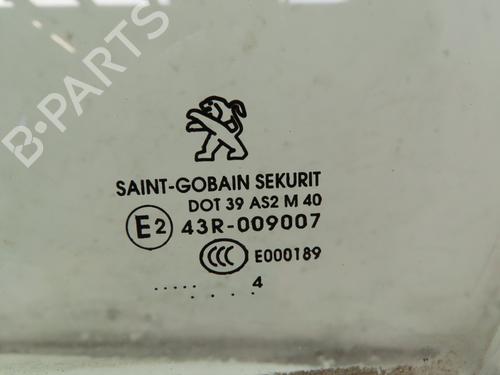 B-PARTS
SAINT-GOBAIN SEKURIT
DOT 39 AS2 M 40
E2 43R-009007
CCC E000189
..... 4
. . . .